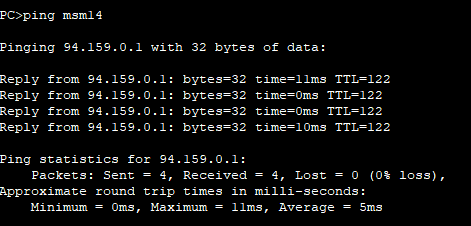 PC>ping msm14
Pinging 94.159.0.1 with 32 bytes of data:
Reply from 94.159.0.1: bytes=32 time=11ms TTL=122
Reply from 94.159.0.1: bytes=32 time=0ms TTL=122
Reply from 94.159.0.1: bytes=32 time=0ms TTL=122
Reply from 94.159.0.1: bytes=32 time=10ms TTL=122
Ping statistics for 94.159.0.1:
Packets: Sent = 4, Received = 4, Lost = 0 (0% loss),
Approximate round trip times in milli-seconds:
Minimum = 0ms, Maximum = 11ms, Average = 5ms